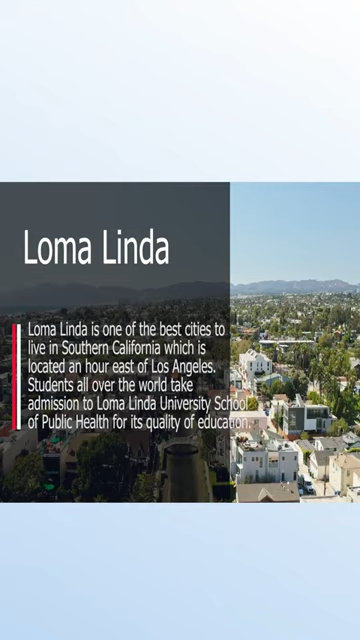 Loma Linda
Loma Linda is one of the best cities to
live in Southern California which is
located an hour east of Los Angeles.
Students all over the world take
admission to Loma Linda University School
of Public Health for its quality of education.